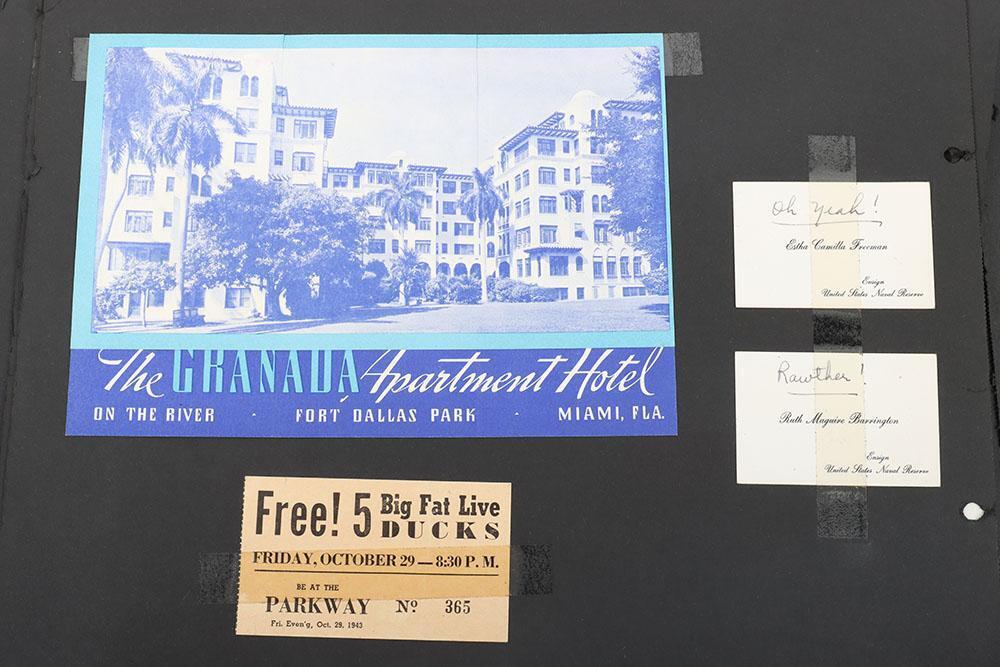 The GRANADA Apartment Hotel
ON THE RIVER · FORT DALLAS PARK · MIAMI, FLA.
Oh Yeah!
Estha Camilla Freeman
Ensign
United States Naval Reserve
Rawther!
Ruth Maguire Barrington
Ensign
United States Naval Reserve
Free! 5 Big Fat Live
DUCKS
FRIDAY, OCTOBER 29 — 8:30 P. M.
BE AT THE
PARKWAY Nº 365
Fri. Even'g, Oct. 29, 1943